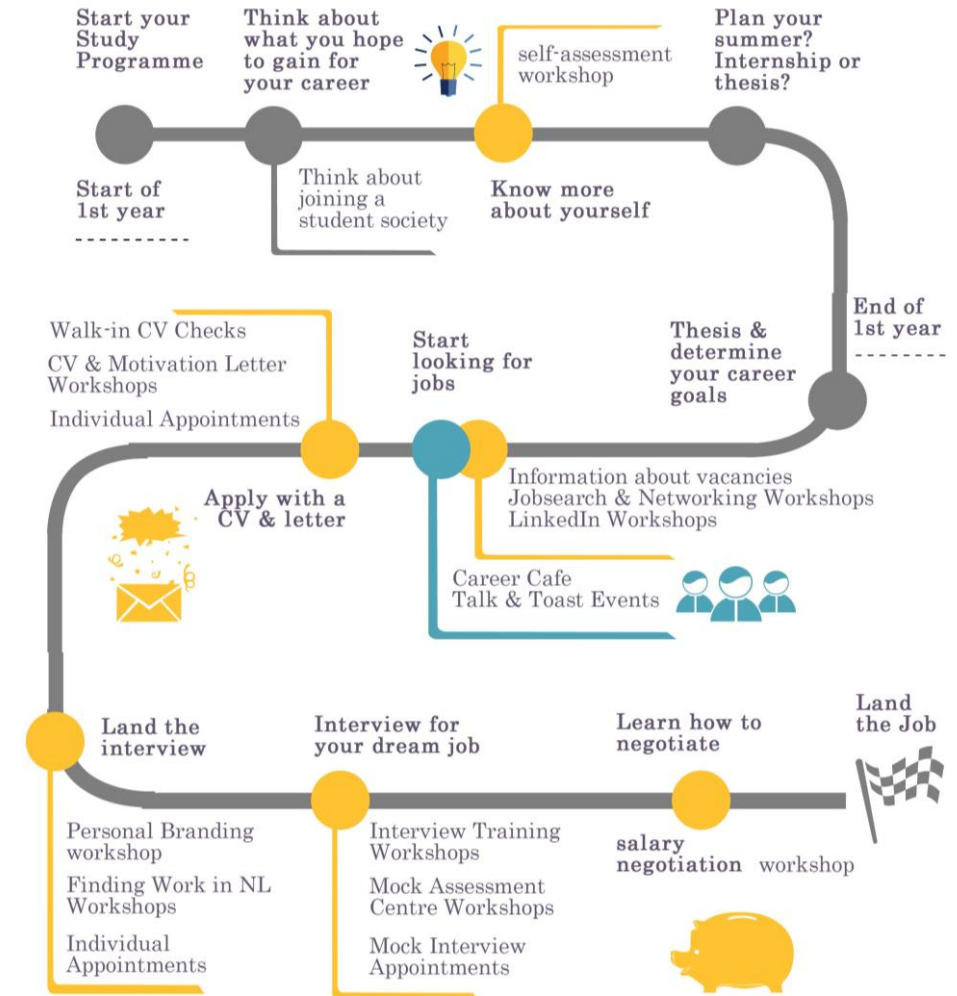 Start your
Study
Programme
Think about
what you hope
to gain for
your career
self-assessment
workshop
Plan your
summer?
Internship or
thesis?
Start of
1st year
Think about
joining a
student society
Know more
about yourself
End of
1st year
Thesis &
determine
your career
goals
Start
looking for
jobs
Information about vacancies
Jobsearch & Networking Workshops
LinkedIn Workshops
Career Cafe
Talk & Toast Events
Walk-in CV Checks
CV & Motivation Letter
Workshops
Individual Appointments
Apply with a
CV & letter
Land the
interview
Personal Branding
workshop
Finding Work in NL
Workshops
Individual
Appointments
Interview for
your dream job
Interview Training
Workshops
Mock Assessment
Centre Workshops
Mock Interview
Appointments
Learn how to
negotiate
salary
negotiation workshop
Land
the Job